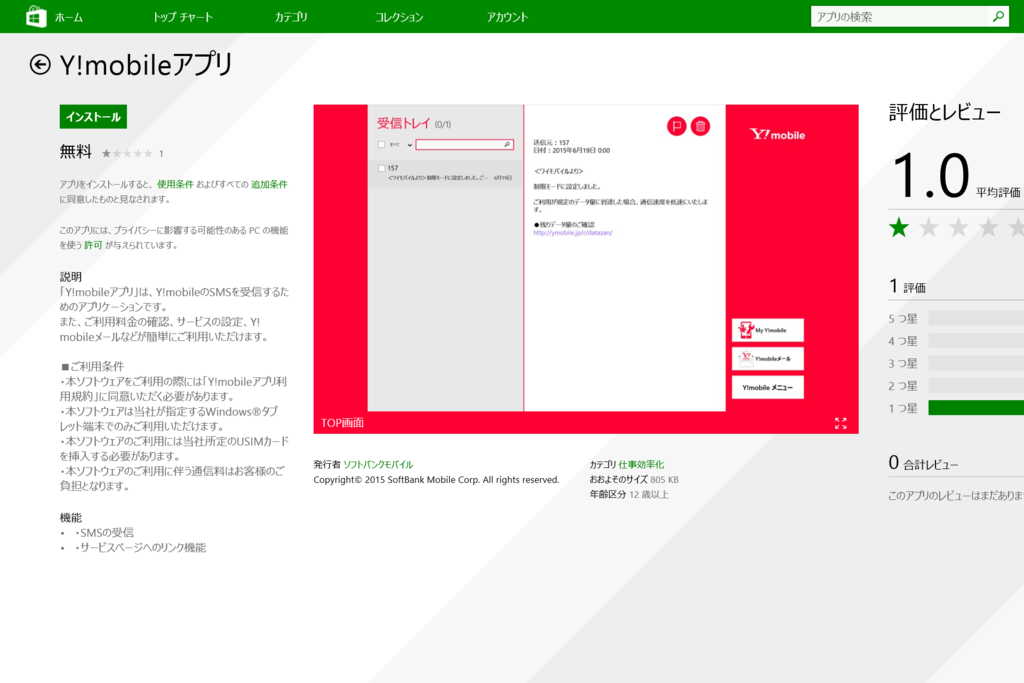 ホーム
トップ チャート
カテゴリ
コレクション
アカウント
アプリの検索
Y!mobileアプリ
インストール
無料 1
アプリをインストールすると、使用条件 およびすべての 追加条件
に同意したものと見なされます。
このアプリには、プライバシーに影響する可能性のある PC の機能
を使う 許可 が与えられています。
説明
「Y!mobileアプリ」は、Y!mobileのSMSを受信するた
めのアプリケーションです。
また、ご利用料金の確認、サービスの設定、Y!
mobileメールなどが簡単にご利用いただけます。
■ご利用条件
・本ソフトウェアをご利用の際には「Y!mobileアプリ利
用規約」に同意いただく必要があります。
・本ソフトウェアは当社が指定するWindows®タブ
レット端末でのみご利用いただけます。
・本ソフトウェアのご利用には当社所定のUSIMカード
を挿入する必要があります。
・本ソフトウェアのご利用に伴う通信料はお客様のご
負担となります。
機能
• ・SMSの受信
• ・サービスページへのリンク機能
受信トレイ (0/1)
すべて
157
<ワイモバイルより>制限モードに設定しました。ご… 6月19日
送信元：157
日付：2015年6月19日 0:00
<ワイモバイルより>
制限モードに設定しました。
ご利用が規定のデータ量に到達した場合、通信速度を低速にいたしま
す。
●残りデータ量のご確認
http://ymobile.jp/r/datazan/
Y!mobile
My Y!mobile
Y!mobileメール
Y!mobile メニュー
TOP画面
発行者 ソフトバンクモバイル
Copyright© 2015 SoftBank Mobile Corp. All rights reserved.
カテゴリ 仕事効率化
おおよそのサイズ 805 KB
年齢区分 12 歳以上
評価とレビュー
1.0 平均評価
1 評価
5 つ星
4 つ星
3 つ星
2 つ星
1 つ星
0 合計レビュー
このアプリのレビューはまだありま